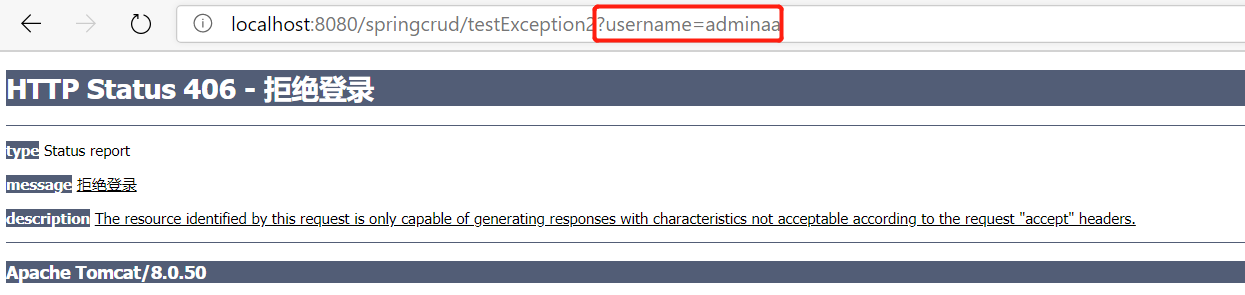 localhost:8080/springcrud/testException2?username=adminaa
HTTP Status 406 - 拒绝登录
type Status report
message 拒绝登录
description The resource identified by this request is only capable of generating responses with characteristics not acceptable according to the request "accept" headers.
Apache Tomcat/8.0.50